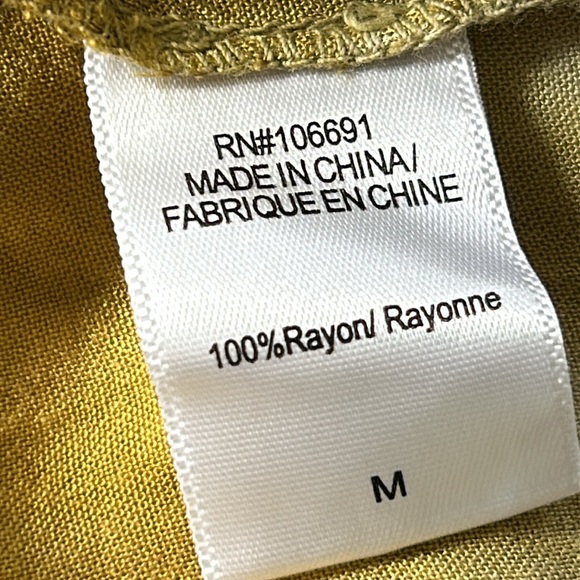 RN#106691
MADE IN CHINA/
FABRIQUE EN CHINE
100%Rayon/ Rayonne
M